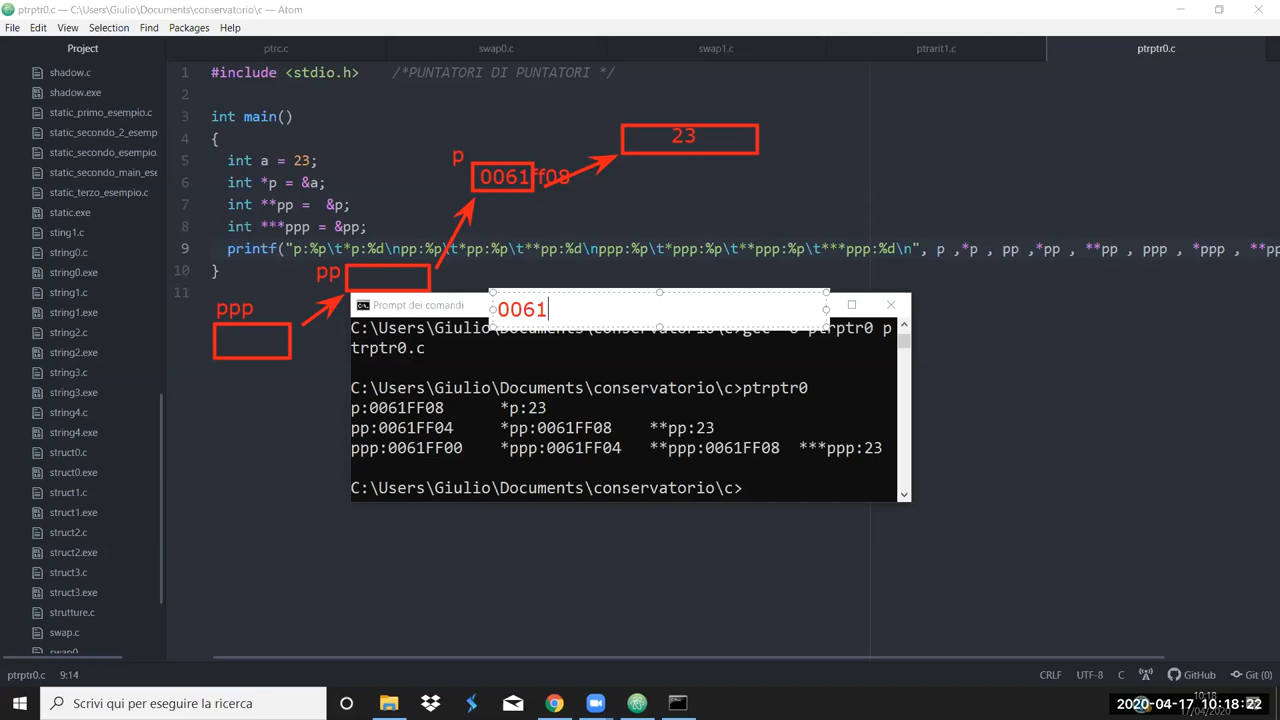 ptrptr0.c — C:\Users\Giulio\Documents\conservatorio\c — Atom
File Edit View Selection Find Packages Help
Project
ptrc.c swap0.c swap1.c ptrarit1.c ptrptr0.c
shadow.c
shadow.exe
static_primo_esempio.c
static_secondo_2_esemp
static_secondo_esempio.
static_secondo_main_ese
static_terzo_esempio.c
static.exe
sting1.c
string0.c
string0.exe
string1.c
string1.exe
string2.c
string2.exe
string3.c
string3.exe
string4.c
string4.exe
struct0.c
struct0.exe
struct1.c
struct1.exe
struct2.c
struct2.exe
struct3.c
struct3.exe
strutture.c
swap.c
swap0
1 #include <stdio.h> /*PUNTATORI DI PUNTATORI */
2
3 int main()
4 {
5 int a = 23;
6 int *p = &a;
7 int **pp = &p;
8 int ***ppp = &pp;
9 printf("p:%p\t*p:%d\npp:%p\t*pp:%p\t**pp:%d\nppp:%p\t*ppp:%p\t**ppp:%p\t***ppp:%d\n", p ,*p , pp ,*pp , **pp , ppp , *ppp , **pp
10 }
11
23
p
0061ff08
pp
ppp
Prompt dei comandi
0061
C:\Users\Giulio\Documents\conservatorio\c>gcc -o ptrptr0 p
trptr0.c
C:\Users\Giulio\Documents\conservatorio\c>ptrptr0
p:0061FF08 *p:23
pp:0061FF04 *pp:0061FF08 **pp:23
ppp:0061FF00 *ppp:0061FF04 **ppp:0061FF08 ***ppp:23
C:\Users\Giulio\Documents\conservatorio\c>
ptrptr0.c 9:14 CRLF UTF-8 C GitHub Git (0)
Scrivi qui per eseguire la ricerca
10:18
17/04/2020
2020-04-17 10:18:22